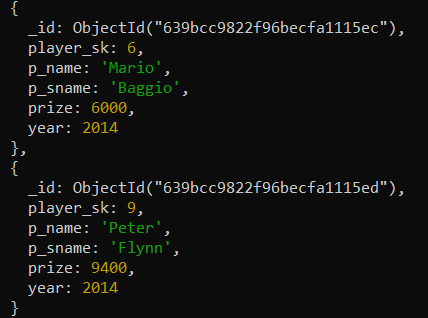 {
  _id: ObjectId("639bcc9822f96becfa1115ec"),
  player_sk: 6,
  p_name: 'Mario',
  p_sname: 'Baggio',
  prize: 6000,
  year: 2014
},
{
  _id: ObjectId("639bcc9822f96becfa1115ed"),
  player_sk: 9,
  p_name: 'Peter',
  p_sname: 'Flynn',
  prize: 9400,
  year: 2014
}